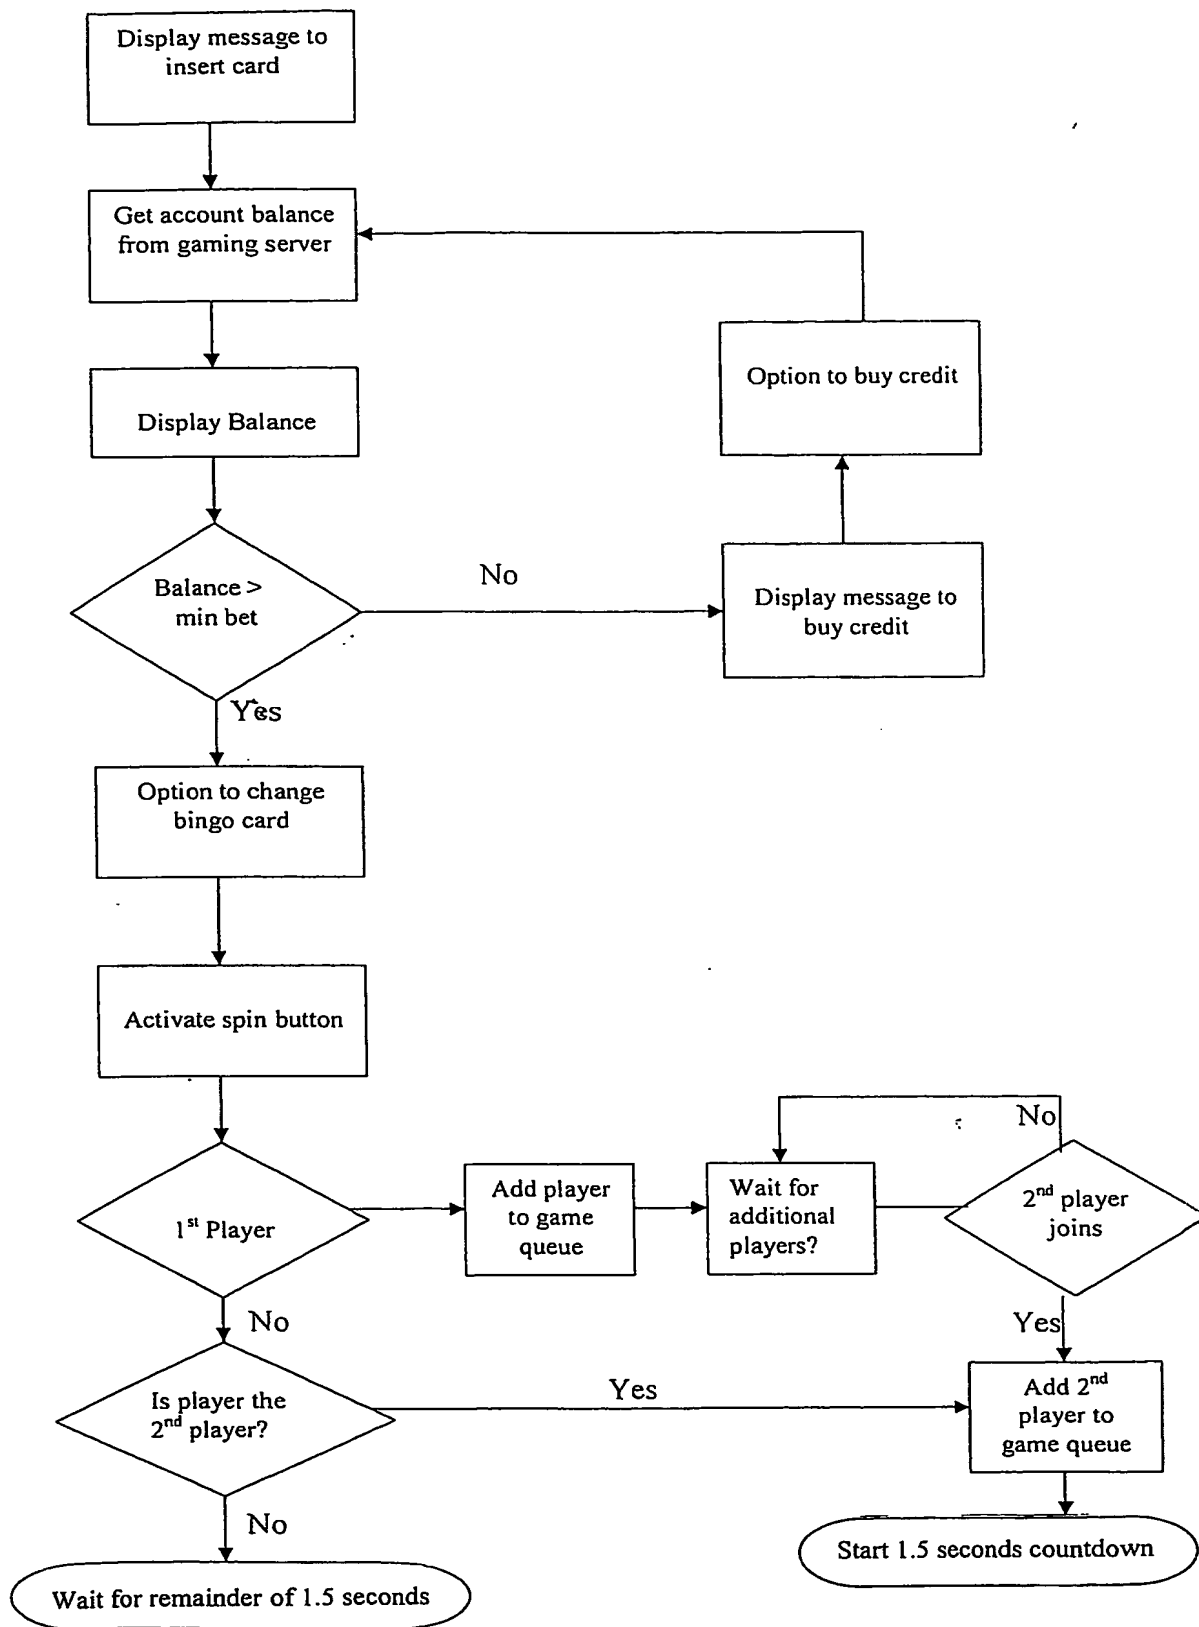 Display message to
insert card
Get account balance
from gaming server
Option to buy credit
Display Balance
No
Balance >
min bet
Display message to
buy credit
Yes
Option to change
bingo card
Activate spin button
No
1st Player
Add player
to game
queue
Wait for
additional
players?
2nd player
joins
No
Yes
Is player the
2nd player?
Yes
Add 2nd
player to
game queue
No
Start 1.5 seconds countdown
Wait for remainder of 1.5 seconds